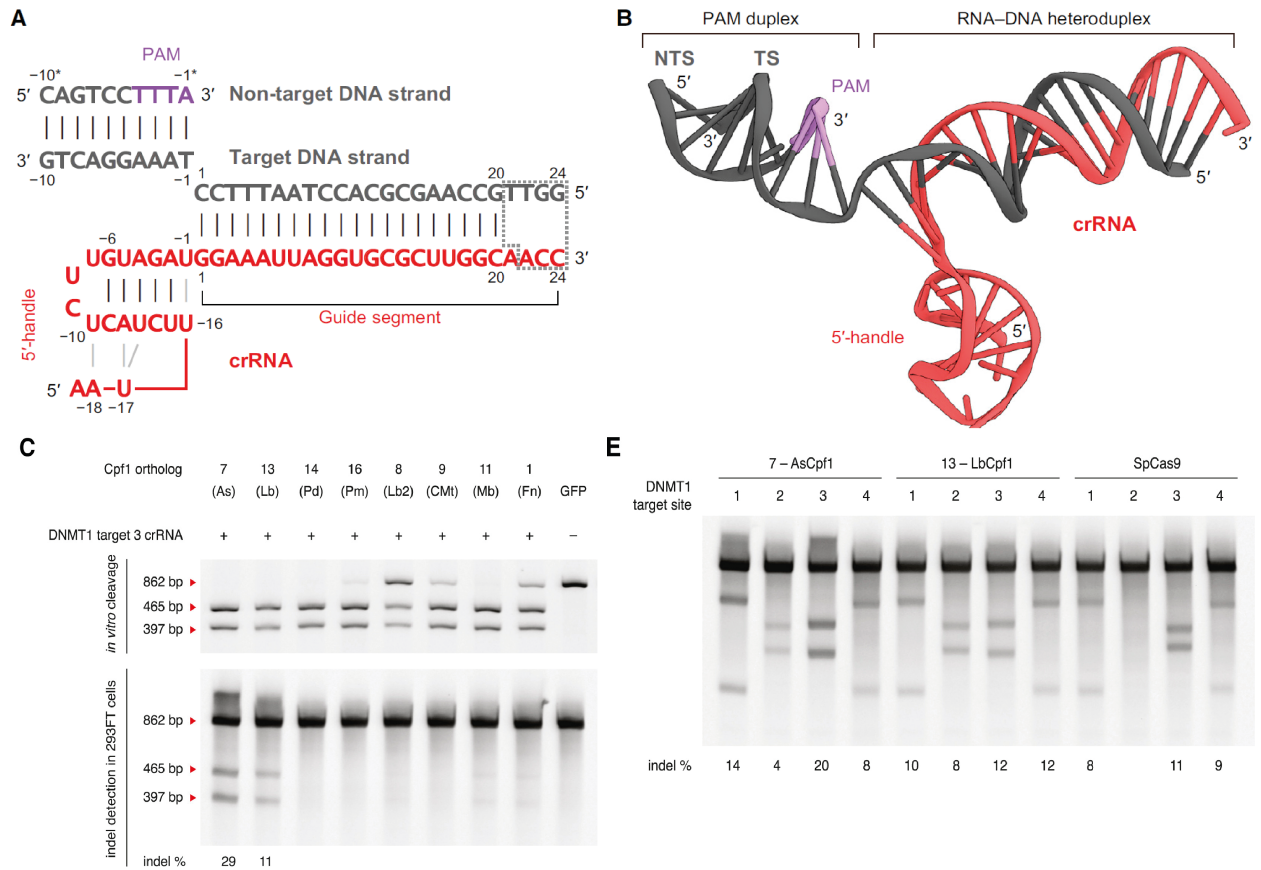 A
PAM
−10* −1*
5′ CAGTCCTTTA 3′ Non-target DNA strand
3′ GTCAGGAAAT Target DNA strand
−10 −1
1 20 24
CCTTTAATCCACGCGAACCGTTGG 5′
−6 −1
UGUAGAUGGAAAUUAGGUGCGCUUGGCAACC 3′
U
1 20 24
C
Guide segment
UCAUCUU −16
−10
5′-handle
crRNA
5′ AA U
−18 −17
B
PAM duplex RNA–DNA heteroduplex
NTS TS
5′
PAM
3′
3′
3′
5′
crRNA
5′
5′-handle
C
Cpf1 ortholog 7 13 14 16 8 9 11 1
(As) (Lb) (Pd) (Pm) (Lb2) (CMt) (Mb) (Fn) GFP
DNMT1 target 3 crRNA + + + + + + + + −
in vitro cleavage
862 bp
465 bp
397 bp
indel detection in 293FT cells
862 bp
465 bp
397 bp
indel % 29 11
E
7 – AsCpf1 13 – LbCpf1 SpCas9
DNMT1
target site
1 2 3 4 1 2 3 4 1 2 3 4
indel % 14 4 20 8 10 8 12 12 8 11 9